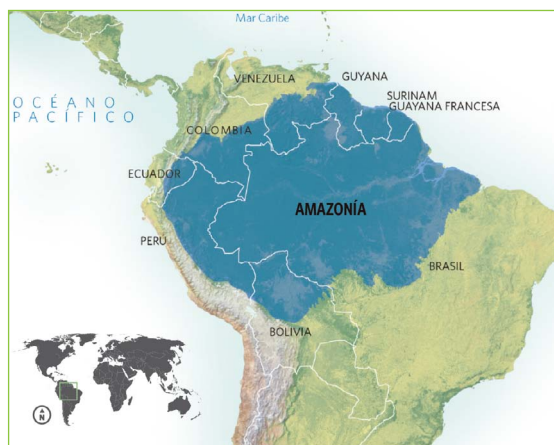 Mar Caribe
VENEZUELA
GUYANA
SURINAM
GUAYANA FRANCESA
OCÉANO
PACÍFICO
COLOMBIA
ECUADOR
AMAZONÍA
PERÚ
BRASIL
BOLIVIA
N